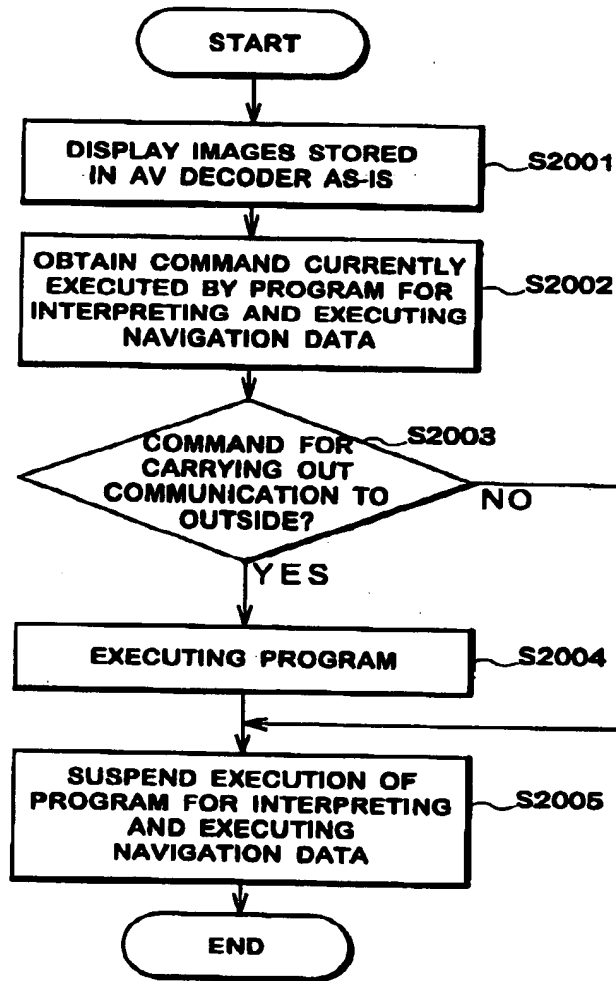 START
DISPLAY IMAGES STORED
IN AV DECODER AS-IS
S2001
OBTAIN COMMAND CURRENTLY
EXECUTED BY PROGRAM FOR
INTERPRETING AND EXECUTING
NAVIGATION DATA
S2002
COMMAND FOR
CARRYING OUT
COMMUNICATION TO
OUTSIDE?
S2003
NO
YES
EXECUTING PROGRAM
S2004
SUSPEND EXECUTION OF
PROGRAM FOR INTERPRETING
AND EXECUTING
NAVIGATION DATA
S2005
END